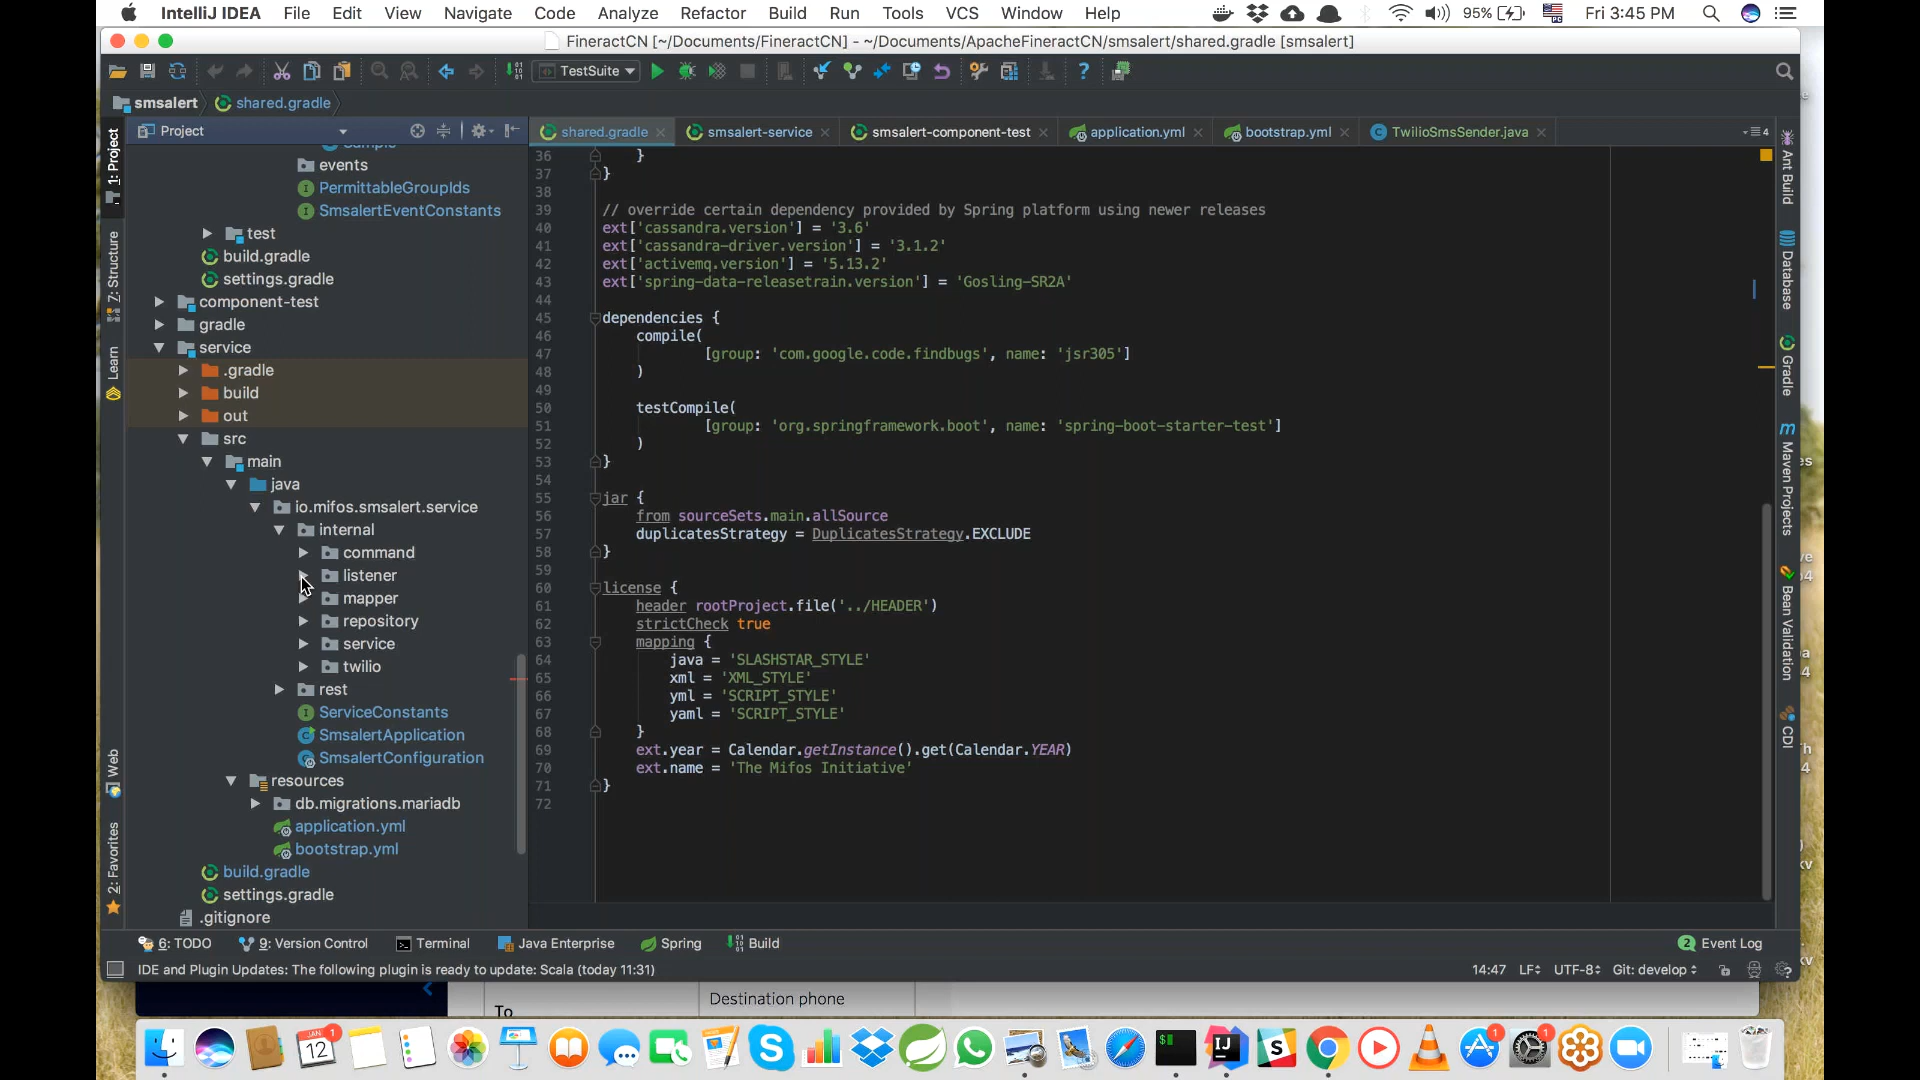 IntelliJ IDEA File Edit View Navigate Code Analyze Refactor Build Run Tools VCS Window Help 95% Fri 3:45 PM
FineractCN [~/Documents/FineractCN] - ~/Documents/ApacheFineractCN/smsalert/shared.gradle [smsalert]
TestSuite
smsalert shared.gradle
Project
shared.gradle smsalert-service smsalert-component-test application.yml bootstrap.yml TwilioSmsSender.java 4
1: Project
7: Structure
Learn
Web
2: Favorites
events
PermittableGroupIds
SmsalertEventConstants
test
build.gradle
settings.gradle
component-test
gradle
service
.gradle
build
out
src
main
java
io.mifos.smsalert.service
internal
command
listener
mapper
repository
service
twilio
rest
ServiceConstants
SmsalertApplication
SmsalertConfiguration
resources
db.migrations.mariadb
application.yml
bootstrap.yml
build.gradle
settings.gradle
.gitignore
36 }
37 }
38
39 // override certain dependency provided by Spring platform using newer releases
40 ext['cassandra.version'] = '3.6'
41 ext['cassandra-driver.version'] = '3.1.2'
42 ext['activemq.version'] = '5.13.2'
43 ext['spring-data-releasetrain.version'] = 'Gosling-SR2A'
44
45 dependencies {
46 compile(
47 [group: 'com.google.code.findbugs', name: 'jsr305']
48 )
49
50 testCompile(
51 [group: 'org.springframework.boot', name: 'spring-boot-starter-test']
52 )
53 }
54
55 jar {
56 from sourceSets.main.allSource
57 duplicatesStrategy = DuplicatesStrategy.EXCLUDE
58 }
59
60 license {
61 header rootProject.file('../HEADER')
62 strictCheck true
63 mapping {
64 java = 'SLASHSTAR_STYLE'
65 xml = 'XML_STYLE'
66 yml = 'SCRIPT_STYLE'
67 yaml = 'SCRIPT_STYLE'
68 }
69 ext.year = Calendar.getInstance().get(Calendar.YEAR)
70 ext.name = 'The Mifos Initiative'
71 }
72
Ant Build
Database
Gradle
Maven Projects
Bean Validation
CDI
6: TODO 9: Version Control Terminal Java Enterprise Spring Build 2 Event Log
IDE and Plugin Updates: The following plugin is ready to update: Scala (today 11:31) 14:47 LF UTF-8 Git: develop
To Destination phone
JAN 12 1
1
1